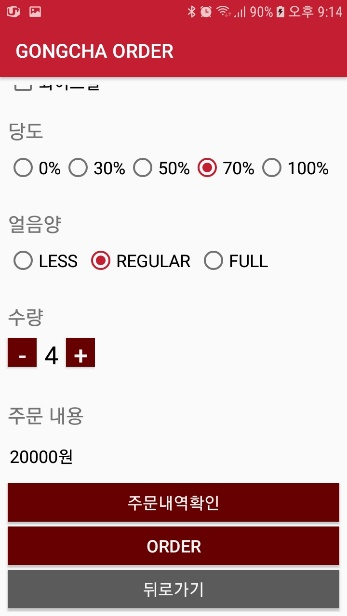 90% 오후 9:14
GONGCHA ORDER
당도
0% 30% 50% 70% 100%
얼음양
LESS REGULAR FULL
수량
- 4 +
주문 내용
20000원
주문내역확인
ORDER
뒤로가기